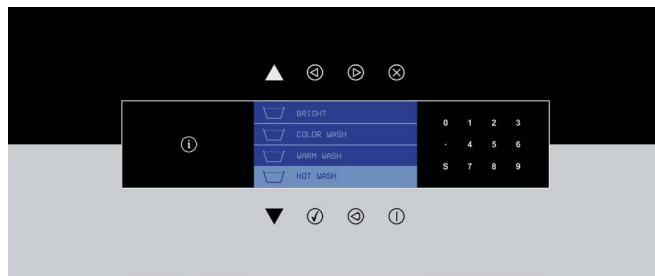 BRIGHT
COLOR WASH
WARM WASH
HOT WASH
i
0 1 2 3
· 4 5 6
S 7 8 9